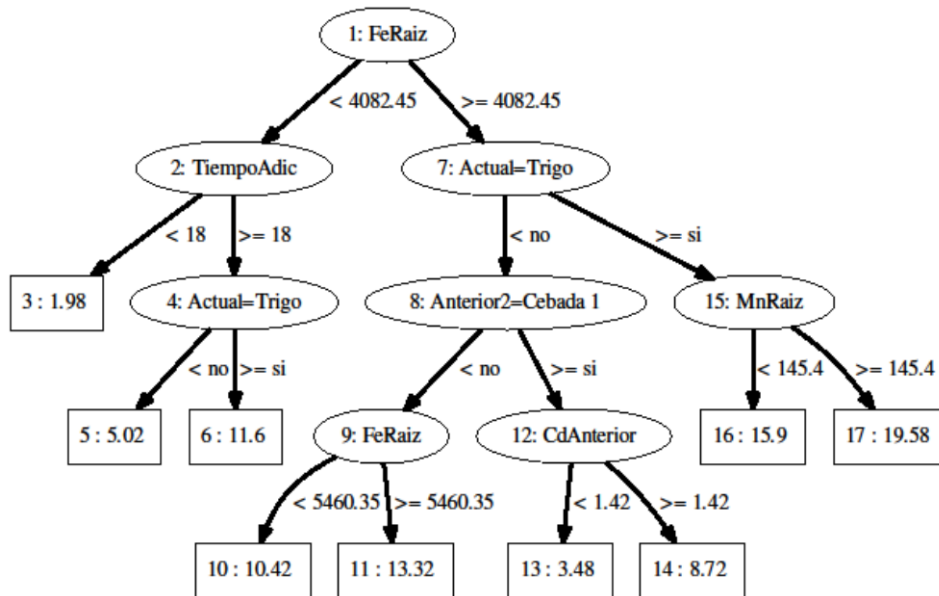 1: FeRaiz
< 4082.45 >= 4082.45
2: TiempoAdic 7: Actual=Trigo
< 18 >= 18 < no >= si
3 : 1.98 4: Actual=Trigo 8: Anterior2=Cebada 1 15: MnRaiz
< no >= si < no >= si < 145.4 >= 145.4
5 : 5.02 6 : 11.6 9: FeRaiz 12: CdAnterior 16 : 15.9 17 : 19.58
< 5460.35 >= 5460.35 < 1.42 >= 1.42
10 : 10.42 11 : 13.32 13 : 3.48 14 : 8.72